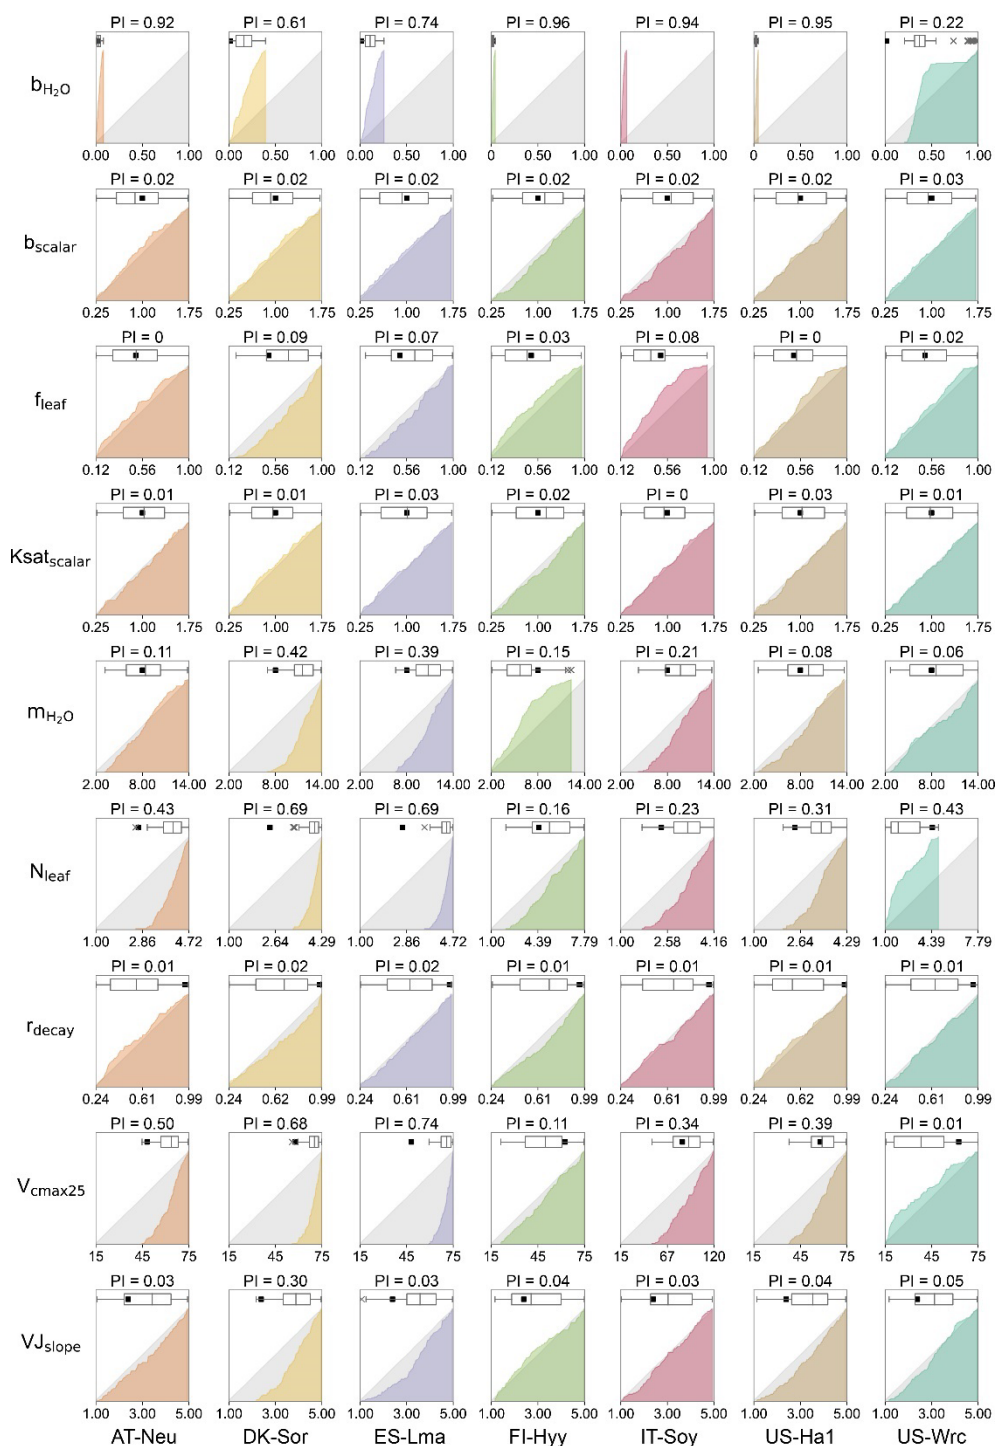 PI = 0.92 PI = 0.61 PI = 0.74 PI = 0.96 PI = 0.94 PI = 0.95 PI = 0.22
b_H₂O
0.00 0.50 1.00 0.00 0.50 1.00 0.00 0.50 1.00 0 0.50 1.00 0.00 0.50 1.00 0 0.50 1.00 0.00 0.50 1.00
PI = 0.02 PI = 0.02 PI = 0.02 PI = 0.02 PI = 0.02 PI = 0.02 PI = 0.03
b_scalar
0.25 1.00 1.75 0.25 1.00 1.75 0.25 1.00 1.75 0.25 1.00 1.75 0.25 1.00 1.75 0.25 1.00 1.75 0.25 1.00 1.75
PI = 0 PI = 0.09 PI = 0.07 PI = 0.03 PI = 0.08 PI = 0 PI = 0.02
f_leaf
0.12 0.56 1.00 0.12 0.56 1.00 0.12 0.56 1.00 0.12 0.56 1.00 0.12 0.56 1.00 0.12 0.56 1.00 0.12 0.56 1.00
PI = 0.01 PI = 0.01 PI = 0.03 PI = 0.02 PI = 0 PI = 0.03 PI = 0.01
Ksat_scalar
0.25 1.00 1.75 0.25 1.00 1.75 0.25 1.00 1.75 0.25 1.00 1.75 0.25 1.00 1.75 0.25 1.00 1.75 0.25 1.00 1.75
PI = 0.11 PI = 0.42 PI = 0.39 PI = 0.15 PI = 0.21 PI = 0.08 PI = 0.06
m_H₂O
2.00 8.00 14.00 2.00 8.00 14.00 2.00 8.00 14.00 2.00 8.00 14.00 2.00 8.00 14.00 2.00 8.00 14.00 2.00 8.00 14.00
PI = 0.43 PI = 0.69 PI = 0.69 PI = 0.16 PI = 0.23 PI = 0.31 PI = 0.43
N_leaf
1.00 2.86 4.72 1.00 2.64 4.29 1.00 2.86 4.72 1.00 4.39 7.79 1.00 2.58 4.16 1.00 2.64 4.29 1.00 4.39 7.79
PI = 0.01 PI = 0.02 PI = 0.02 PI = 0.01 PI = 0.01 PI = 0.01 PI = 0.01
r_decay
0.24 0.61 0.99 0.24 0.61 0.99 0.24 0.61 0.99 0.24 0.61 0.99 0.24 0.61 0.99 0.24 0.61 0.99 0.24 0.61 0.99
PI = 0.50 PI = 0.68 PI = 0.74 PI = 0.11 PI = 0.34 PI = 0.39 PI = 0.01
V_cmax25
15 45 75 15 45 75 15 45 75 15 45 75 15 67 120 15 45 75 15 45 75
PI = 0.03 PI = 0.30 PI = 0.03 PI = 0.04 PI = 0.03 PI = 0.04 PI = 0.05
VJ_slope
1.00 3.00 5.00 1.00 3.00 5.00 1.00 3.00 5.00 1.00 3.00 5.00 1.00 3.00 5.00 1.00 3.00 5.00 1.00 3.00 5.00
AT-Neu DK-Sor ES-Lma FI-Hyy IT-Soy US-Ha1 US-Wrc